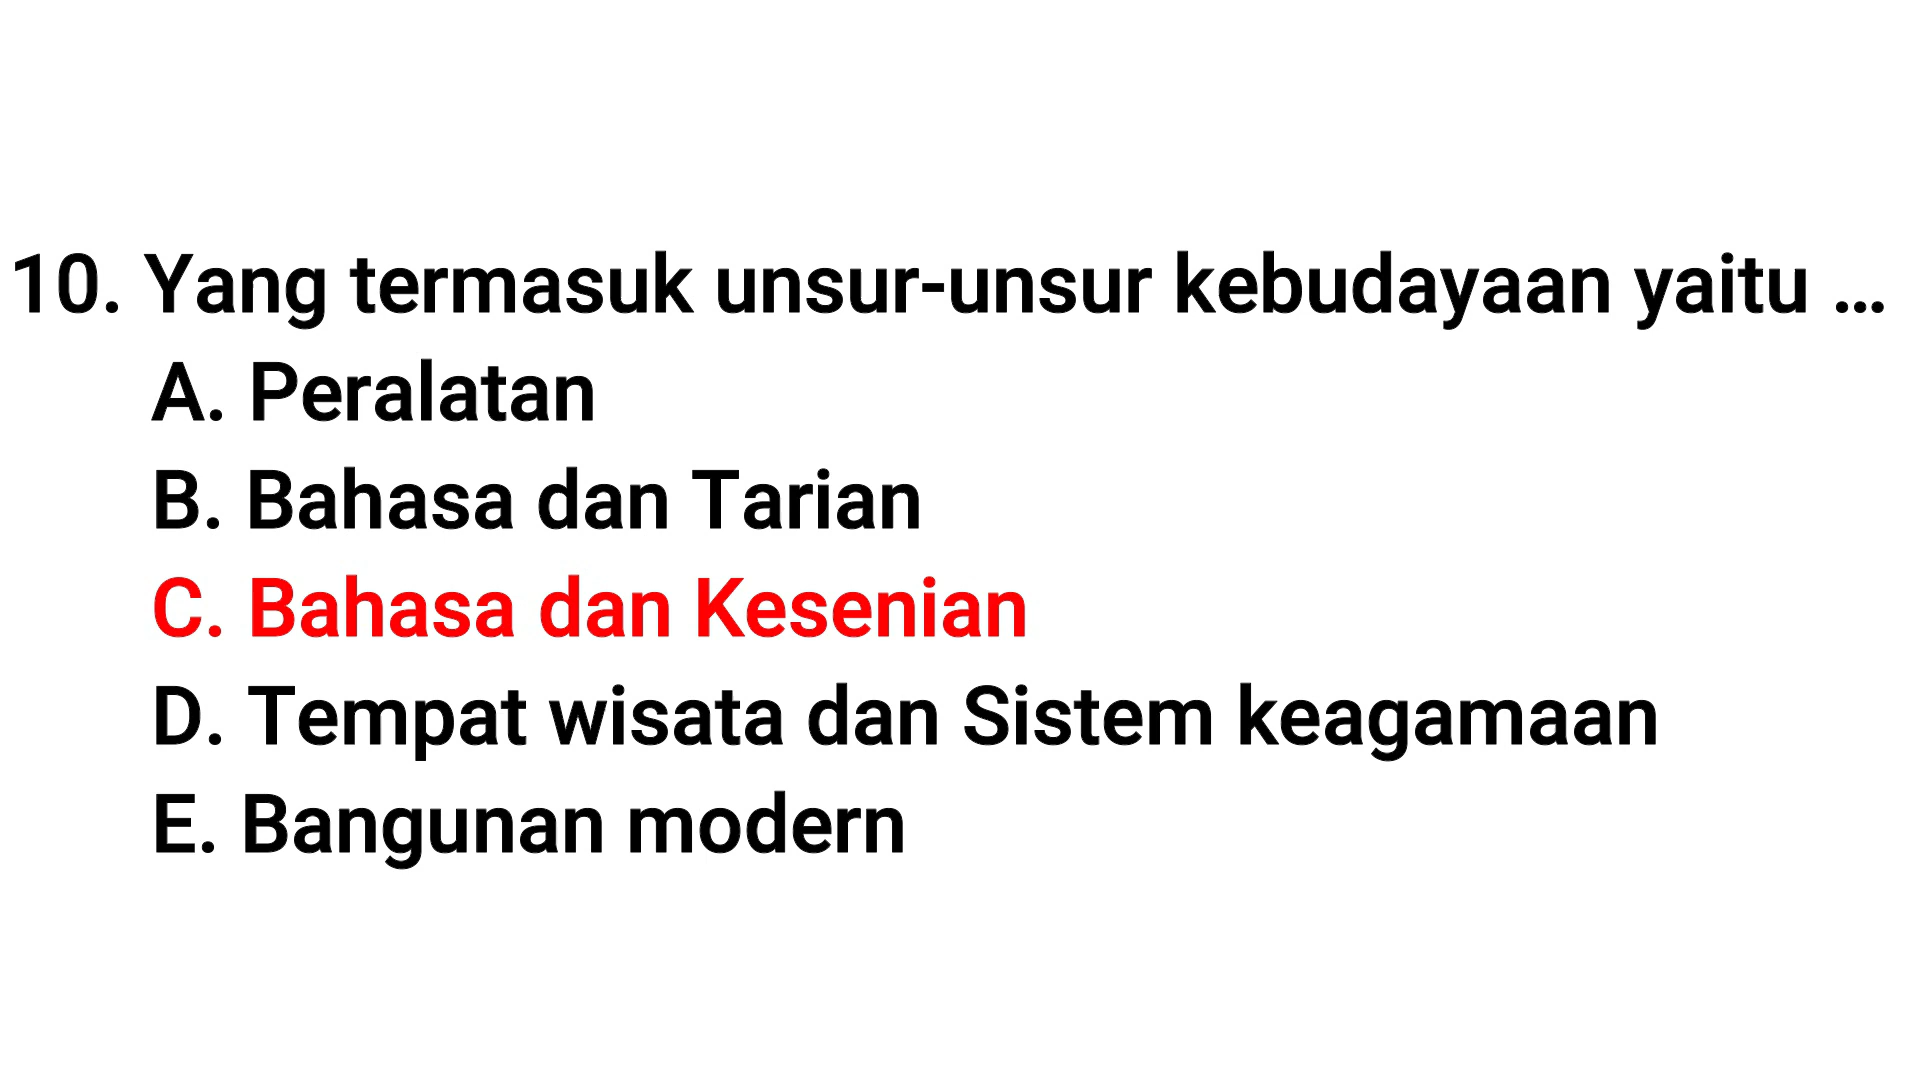 10. Yang termasuk unsur-unsur kebudayaan yaitu ...
A. Peralatan
B. Bahasa dan Tarian
C. Bahasa dan Kesenian
D. Tempat wisata dan Sistem keagamaan
E. Bangunan modern